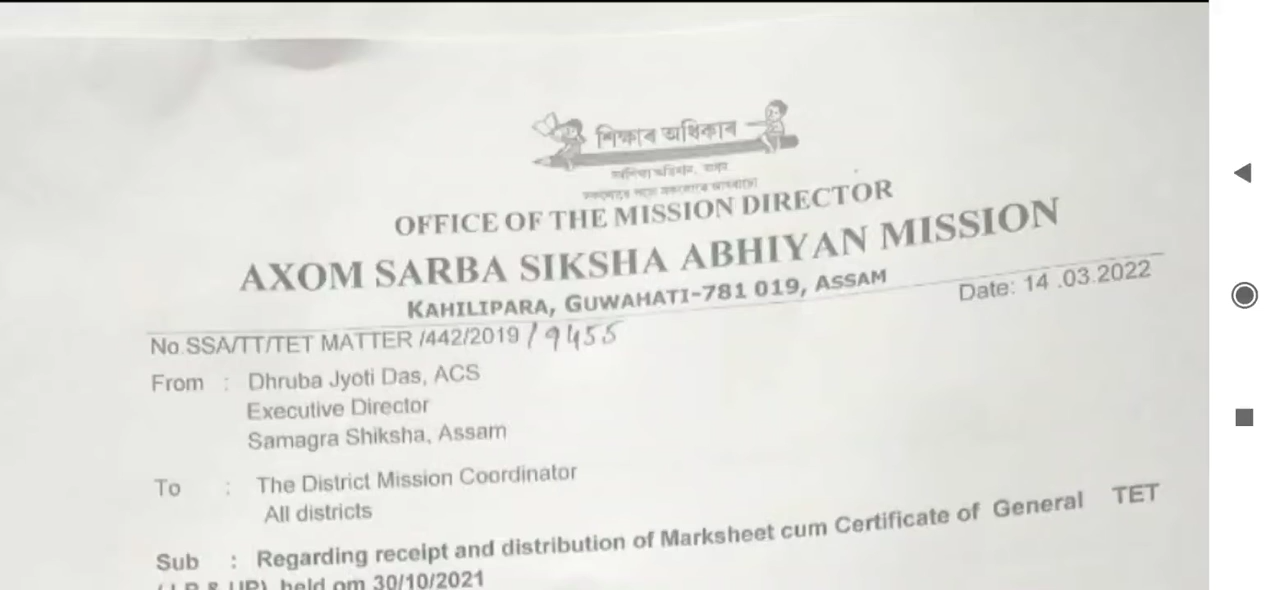 শিক্ষাৰ অধিকাৰ
OFFICE OF THE MISSION DIRECTOR
AXOM SARBA SIKSHA ABHIYAN MISSION
KAHILIPARA, GUWAHATI-781 019, ASSAM
Date: 14 .03.2022
No.SSA/TT/TET MATTER /442/2019 / 9455
From : Dhruba Jyoti Das, ACS
Executive Director
Samagra Shiksha, Assam
To : The District Mission Coordinator
All districts
Sub : Regarding receipt and distribution of Marksheet cum Certificate of General TET
(LP & UP) held om 30/10/2021